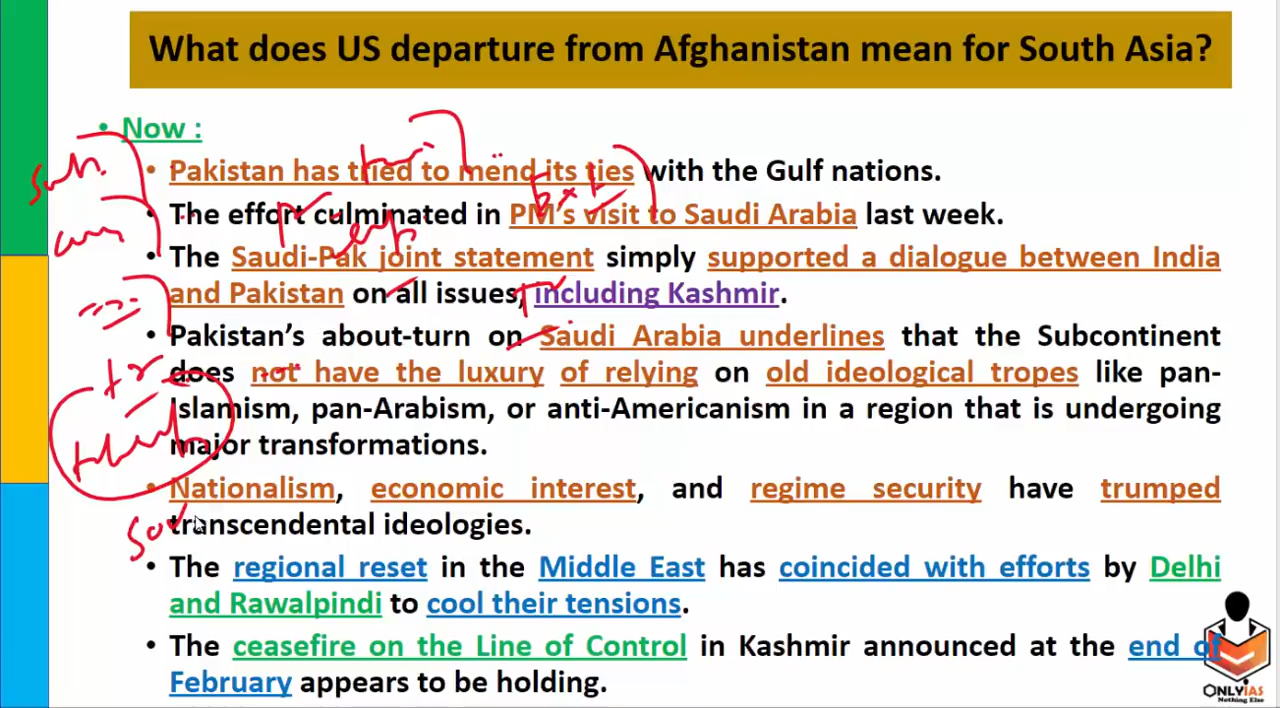 What does US departure from Afghanistan mean for South Asia?
• Now :
• Pakistan has tried to mend its ties with the Gulf nations.
• The effort culminated in PM's visit to Saudi Arabia last week.
• The Saudi-Pak joint statement simply supported a dialogue between India
and Pakistan on all issues, including Kashmir.
• Pakistan's about-turn on Saudi Arabia underlines that the Subcontinent
does not have the luxury of relying on old ideological tropes like pan-
Islamism, pan-Arabism, or anti-Americanism in a region that is undergoing
major transformations.
• Nationalism, economic interest, and regime security have trumped
transcendental ideologies.
• The regional reset in the Middle East has coincided with efforts by Delhi
and Rawalpindi to cool their tensions.
• The ceasefire on the Line of Control in Kashmir announced at the end of
February appears to be holding.
ONLYIAS
Nothing Else